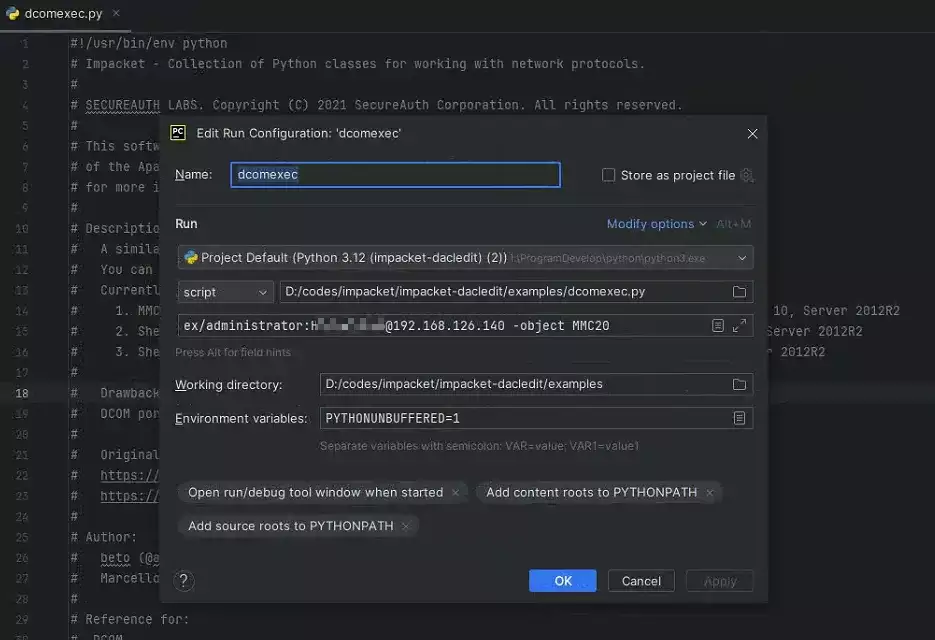 dcomexec.py
1 #!/usr/bin/env python
2 # Impacket - Collection of Python classes for working with network protocols.
3 #
4 # SECUREAUTH LABS. Copyright (C) 2021 SecureAuth Corporation. All rights reserved.
5 #
6 # This softw
7 # of the Apa
8 # for more i
9 #
10 # Descriptio
11 # A simila
12 # You can
13 # Currentl
14 # 1. MMC 10, Server 2012R2
15 # 2. She Server 2012R2
16 # 3. She 2012R2
17 #
18 # Drawback
19 # DCOM por
20 #
21 # Original
22 # https://
23 # https://
24 #
25 # Author:
26 # beto (@a
27 # Marcello
28 #
29 # Reference for:
30 # DCOM
PC Edit Run Configuration: 'dcomexec'
Name: dcomexec Store as project file
Run Modify options Alt+M
Project Default (Python 3.12 (impacket-dacledit) (2)) I:\ProgramDevelop\python\python3.exe
script D:/codes/impacket/impacket-dacledit/examples/dcomexec.py
ex/administrator:h @192.168.126.140 -object MMC20
Press Alt for field hints
Working directory: D:/codes/impacket/impacket-dacledit/examples
Environment variables: PYTHONUNBUFFERED=1
Separate variables with semicolon: VAR=value; VAR1=value1
Open run/debug tool window when started × Add content roots to PYTHONPATH ×
Add source roots to PYTHONPATH ×
? OK Cancel Apply